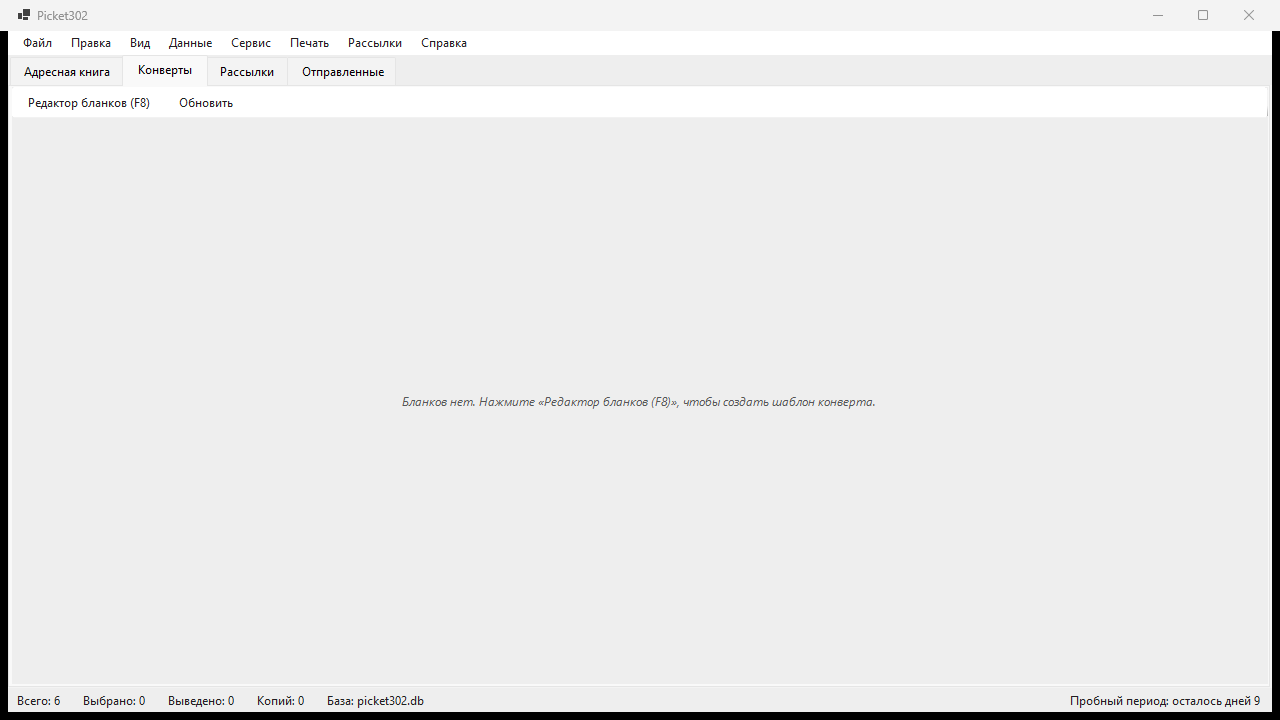 Picket302
Файл Правка Вид Данные Сервис Печать Рассылки Справка
Адресная книга Конверты Рассылки Отправленные
Редактор бланков (F8) Обновить
Бланков нет. Нажмите «Редактор бланков (F8)», чтобы создать шаблон конверта.
Всего: 6 Выбрано: 0 Выведено: 0 Копий: 0 База: picket302.db Пробный период: осталось дней 9